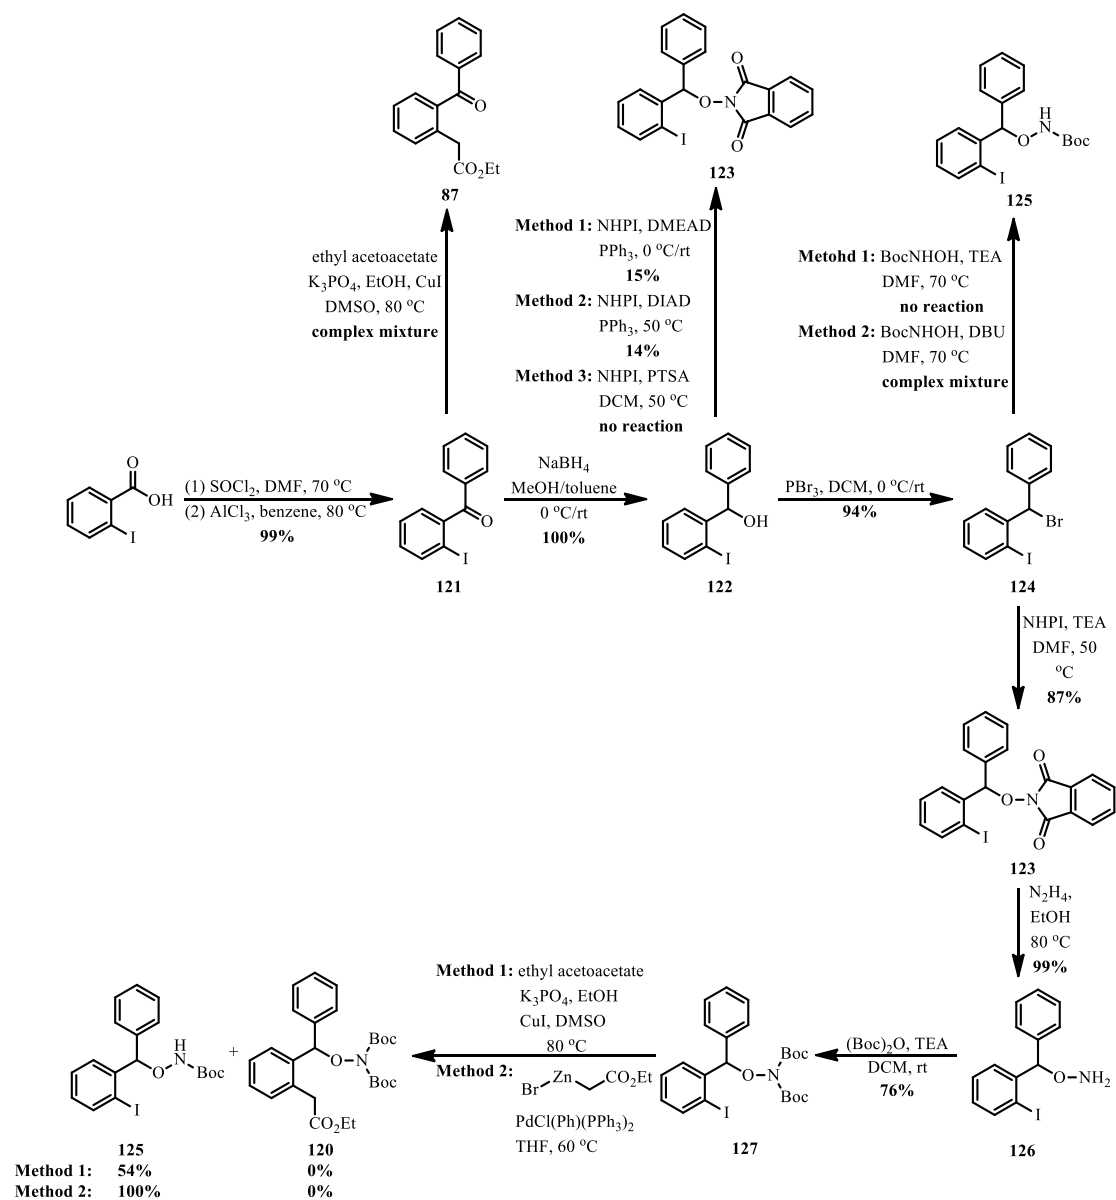 O
CO₂Et
87
ethyl acetoacetate
K₃PO₄, EtOH, CuI
DMSO, 80 °C
complex mixture
O
O
N
O
I
123
Method 1: NHPI, DMEAD
PPh₃, 0 °C/rt
15%
Method 2: NHPI, DIAD
PPh₃, 50 °C
14%
Method 3: NHPI, PTSA
DCM, 50 °C
no reaction
H
N
O
Boc
I
125
Metohd 1: BocNHOH, TEA
DMF, 70 °C
no reaction
Method 2: BocNHOH, DBU
DMF, 70 °C
complex mixture
O
OH
I
(1) SOCl₂, DMF, 70 °C
(2) AlCl₃, benzene, 80 °C
99%
O
I
121
NaBH₄
MeOH/toluene
0 °C/rt
100%
OH
I
122
PBr₃, DCM, 0 °C/rt
94%
Br
I
124
NHPI, TEA
DMF, 50
°C
87%
O
O
N
O
I
123
N₂H₄,
EtOH
80 °C
99%
O
NH₂
I
126
(Boc)₂O, TEA
DCM, rt
76%
Boc
O
N
Boc
I
127
Method 1: ethyl acetoacetate
K₃PO₄, EtOH
CuI, DMSO
80 °C
Method 2:
Br
Zn
CO₂Et
PdCl(Ph)(PPh₃)₂
THF, 60 °C
H
N
O
Boc
I
+
Boc
O
N
Boc
CO₂Et
125 120
Method 1: 54% 0%
Method 2: 100% 0%